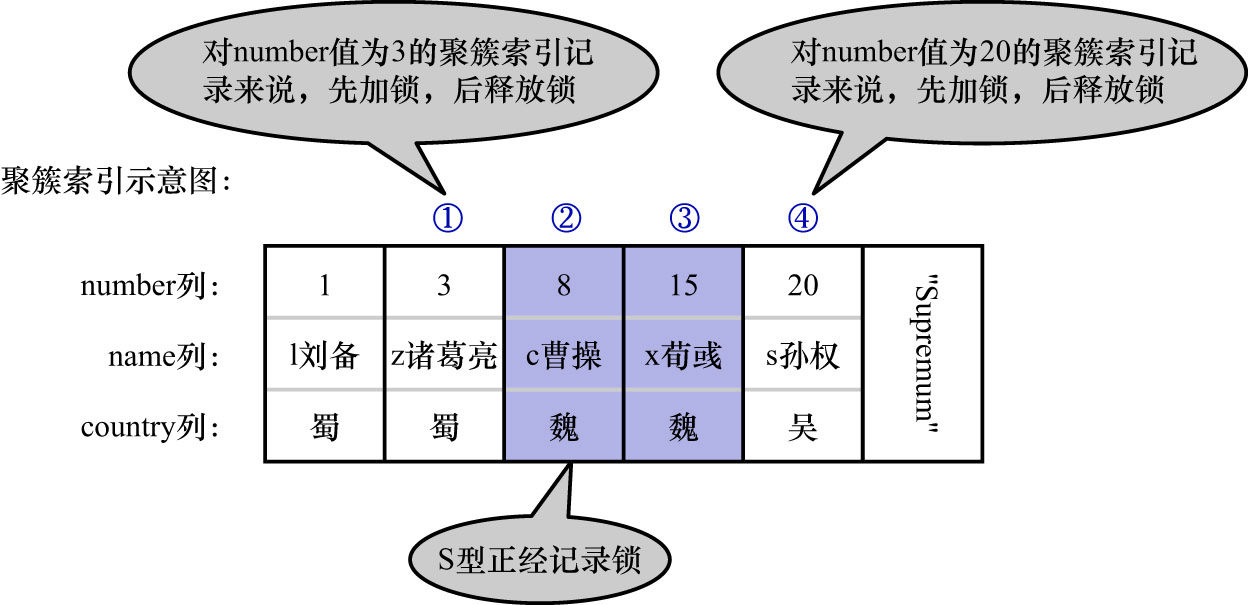 对number值为3的聚簇索引记
录来说，先加锁，后释放锁
对number值为20的聚簇索引记
录来说，先加锁，后释放锁
聚簇索引示意图：
① ② ③ ④
number列： 1 3 8 15 20
name列： l刘备 z诸葛亮 c曹操 x荀彧 s孙权
country列： 蜀 蜀 魏 魏 吴
"Supremum"
S型正经记录锁